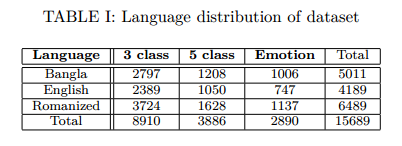 TABLE I: Language distribution of dataset
Language 3 class 5 class Emotion Total
Bangla 2797 1208 1006 5011
English 2389 1050 747 4189
Romanized 3724 1628 1137 6489
Total 8910 3886 2890 15689